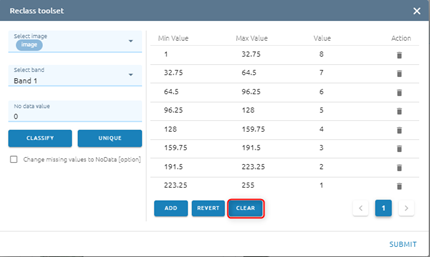 Reclass toolset
Select image
image
Select band
Band 1
No data value
0
CLASSIFY UNIQUE
Change missing values to NoData [option]
Min Value Max Value Value Action
1 32.75 8
32.75 64.5 7
64.5 96.25 6
96.25 128 5
128 159.75 4
159.75 191.5 3
191.5 223.25 2
223.25 255 1
ADD REVERT CLEAR
1
SUBMIT